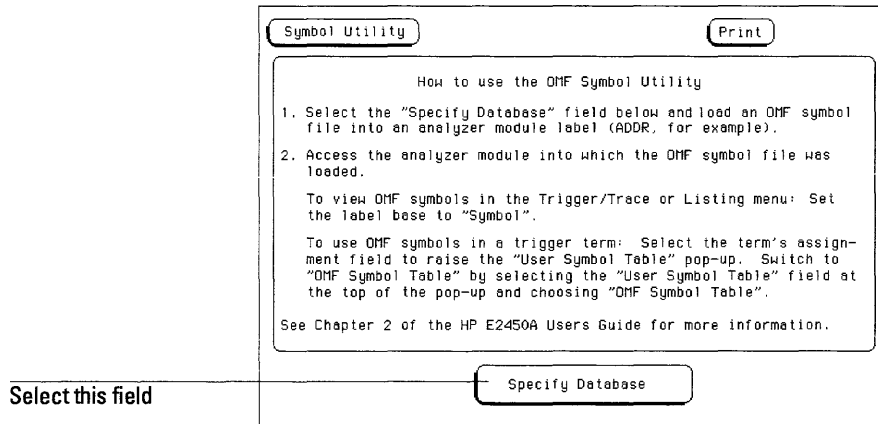 Symbol Utility
Print
How to use the OMF Symbol Utility
1. Select the "Specify Database" field below and load an OMF symbol
file into an analyzer module label (ADDR, for example).
2. Access the analyzer module into which the OMF symbol file was
loaded.
To view OMF symbols in the Trigger/Trace or Listing menu: Set
the label base to "Symbol".
To use OMF symbols in a trigger term: Select the term's assign-
ment field to raise the "User Symbol Table" pop-up. Switch to
"OMF Symbol Table" by selecting the "User Symbol Table" field at
the top of the pop-up and choosing "OMF Symbol Table".
See Chapter 2 of the HP E2450A Users Guide for more information.
Specify Database
Select this field